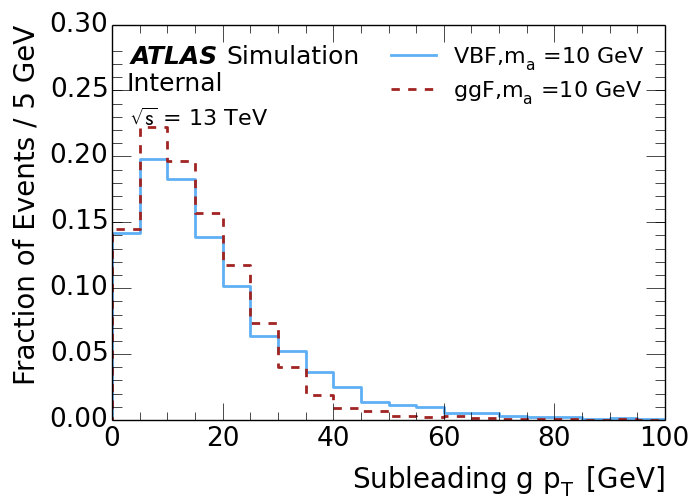 ATLAS Simulation
Internal
√s = 13 TeV
VBF,mₐ =10 GeV
ggF,mₐ =10 GeV
Fraction of Events / 5 GeV
0.30
0.25
0.20
0.15
0.10
0.05
0.00
0 20 40 60 80 100
Subleading g p_T [GeV]